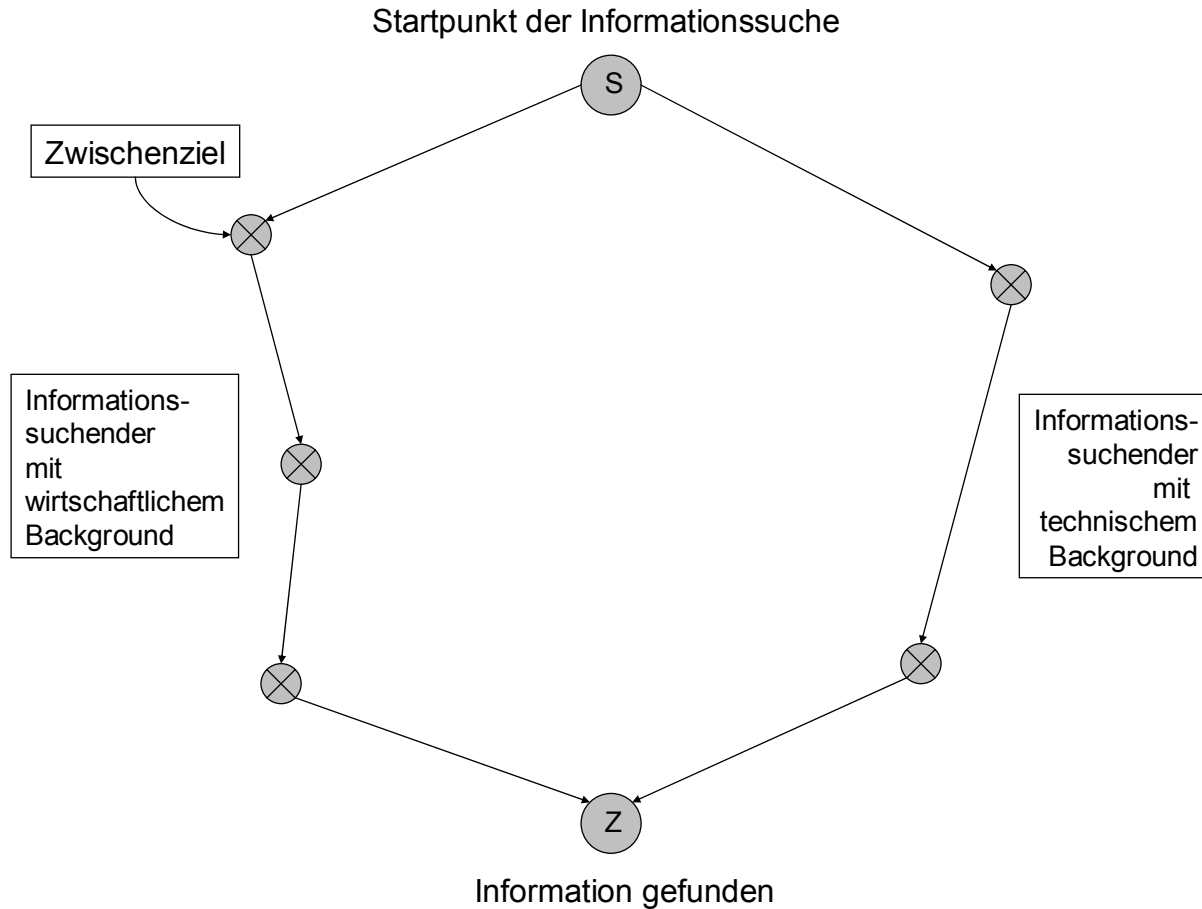 Startpunkt der Informationssuche
S
Zwischenziel
Informations-
suchender
mit
wirtschaftlichem
Background
Informations-
suchender
mit
technischem
Background
Z
Information gefunden